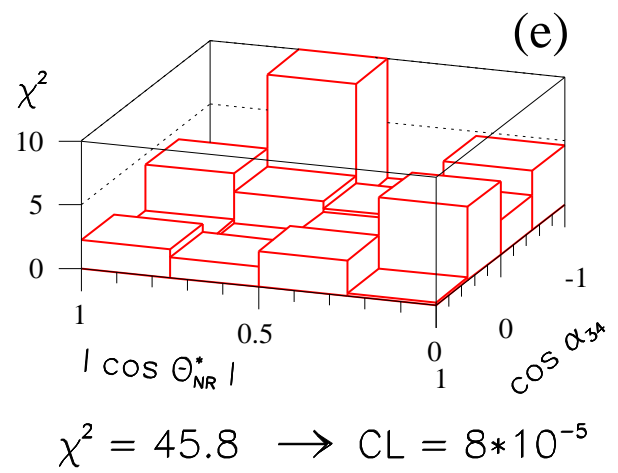 (e)
χ²
10
5
0
1
0.5
0
| cos Θ*NR |
1
0
-1
cos α34
χ² = 45.8 → CL = 8*10⁻⁵